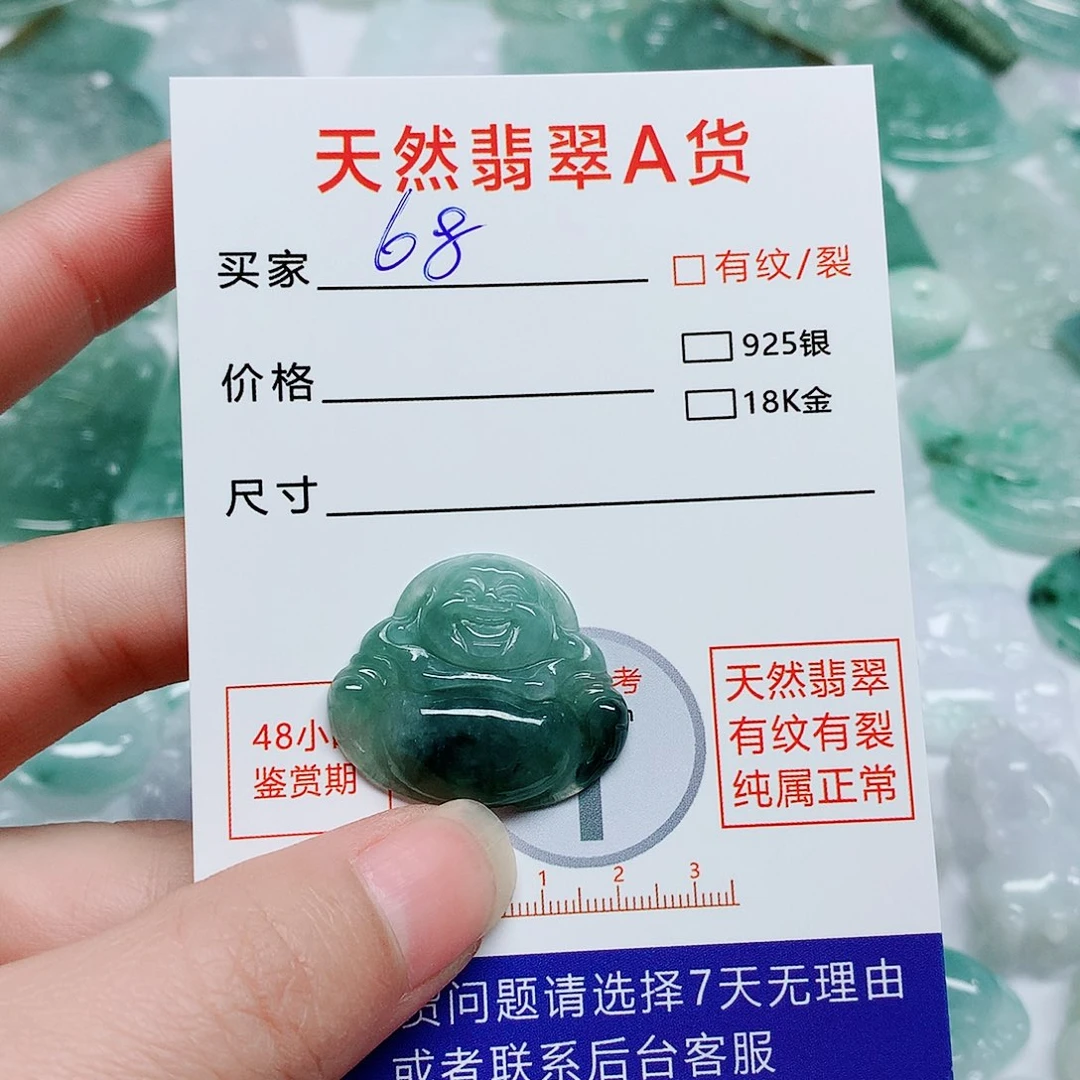 天然翡翠A货
买家 68
有纹/裂
价格
925银
18K金
尺寸
考
48小
鉴赏期
天然翡翠
有纹有裂
纯属正常
1 2 3
问题请选择7天无理由
或者联系后台客服